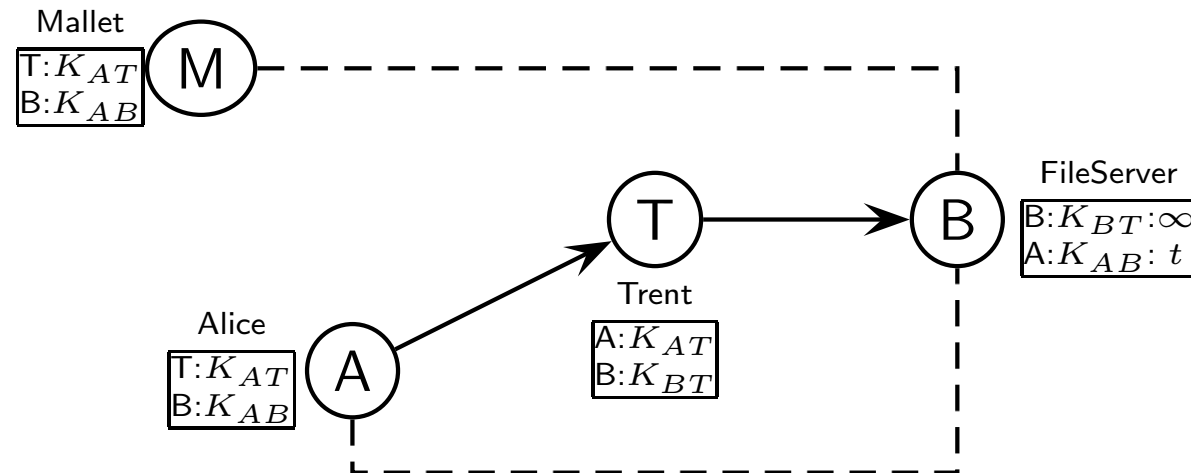 Mallet
T:K_{AT}
B:K_{AB}
M
FileServer
B:K_{BT}:∞
A:K_{AB}: t
B
T
Trent
A:K_{AT}
B:K_{BT}
Alice
T:K_{AT}
B:K_{AB}
A